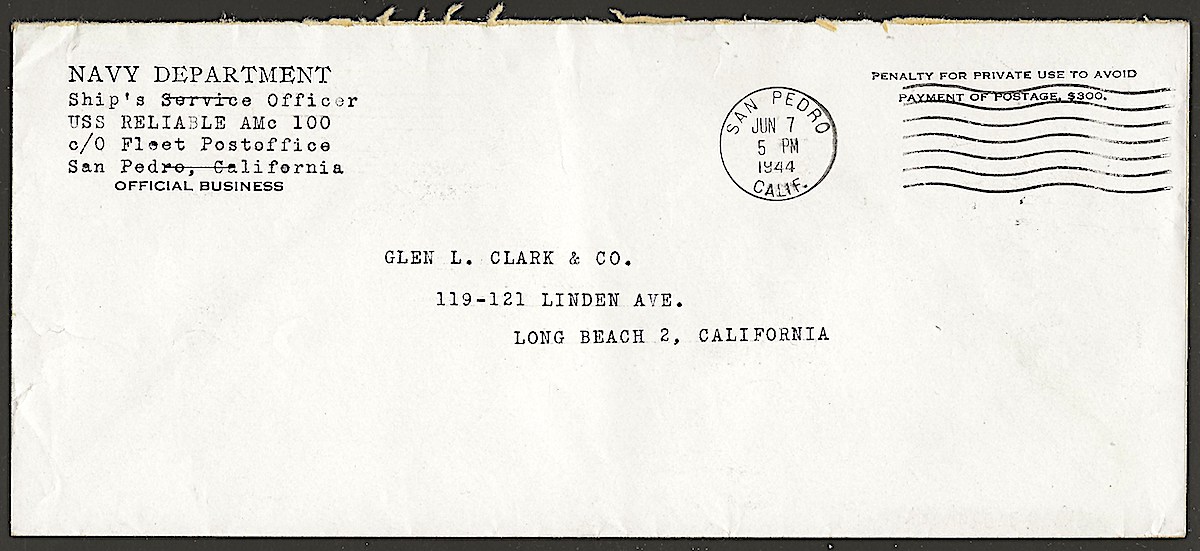 NAVY DEPARTMENT
Ship's Service Officer
USS RELIABLE AMc 100
c/O Fleet Postoffice
San Pedro, California
OFFICIAL BUSINESS
SAN PEDRO
JUN 7
5 PM
1944
CALIF.
PENALTY FOR PRIVATE USE TO AVOID
PAYMENT OF POSTAGE, $300.
GLEN L. CLARK & CO.
119-121 LINDEN AVE.
LONG BEACH 2, CALIFORNIA